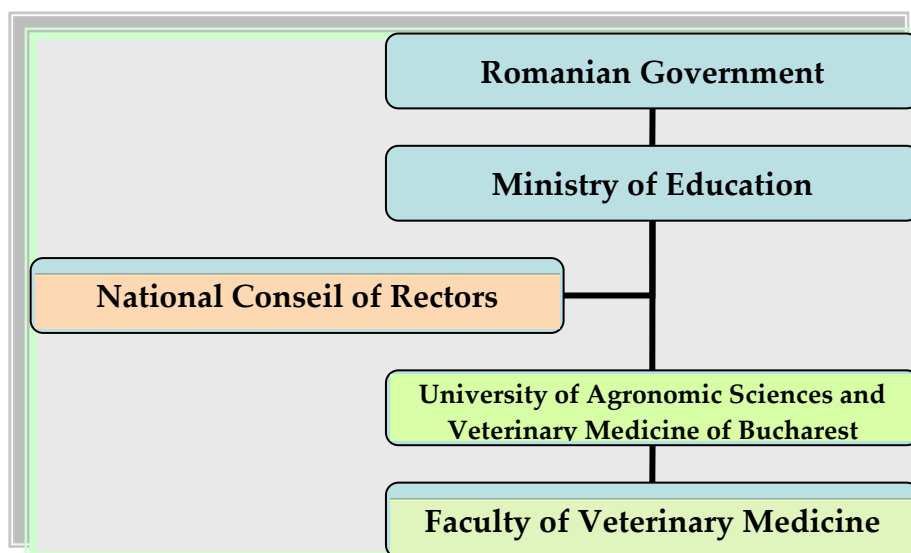 Romanian Government
Ministry of Education
National Conseil of Rectors
University of Agronomic Sciences and
Veterinary Medicine of Bucharest
Faculty of Veterinary Medicine